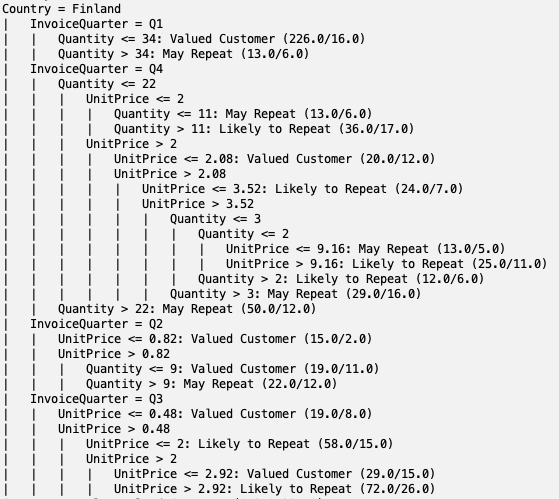 Country = Finland
|   InvoiceQuarter = Q1
|   |   Quantity <= 34: Valued Customer (226.0/16.0)
|   |   Quantity > 34: May Repeat (13.0/6.0)
|   InvoiceQuarter = Q4
|   |   Quantity <= 22
|   |   |   UnitPrice <= 2
|   |   |   |   Quantity <= 11: May Repeat (13.0/6.0)
|   |   |   |   Quantity > 11: Likely to Repeat (36.0/17.0)
|   |   |   UnitPrice > 2
|   |   |   |   UnitPrice <= 2.08: Valued Customer (20.0/12.0)
|   |   |   |   UnitPrice > 2.08
|   |   |   |   |   UnitPrice <= 3.52: Likely to Repeat (24.0/7.0)
|   |   |   |   |   UnitPrice > 3.52
|   |   |   |   |   |   Quantity <= 3
|   |   |   |   |   |   |   Quantity <= 2
|   |   |   |   |   |   |   |   UnitPrice <= 9.16: May Repeat (13.0/5.0)
|   |   |   |   |   |   |   |   UnitPrice > 9.16: Likely to Repeat (25.0/11.0)
|   |   |   |   |   |   |   Quantity > 2: Likely to Repeat (12.0/6.0)
|   |   |   |   |   |   Quantity > 3: May Repeat (29.0/16.0)
|   |   Quantity > 22: May Repeat (50.0/12.0)
|   InvoiceQuarter = Q2
|   |   UnitPrice <= 0.82: Valued Customer (15.0/2.0)
|   |   UnitPrice > 0.82
|   |   |   Quantity <= 9: Valued Customer (19.0/11.0)
|   |   |   Quantity > 9: May Repeat (22.0/12.0)
|   InvoiceQuarter = Q3
|   |   UnitPrice <= 0.48: Valued Customer (19.0/8.0)
|   |   UnitPrice > 0.48
|   |   |   UnitPrice <= 2: Likely to Repeat (58.0/15.0)
|   |   |   UnitPrice > 2
|   |   |   |   UnitPrice <= 2.92: Valued Customer (29.0/15.0)
|   |   |   |   UnitPrice > 2.92: Likely to Repeat (72.0/26.0)